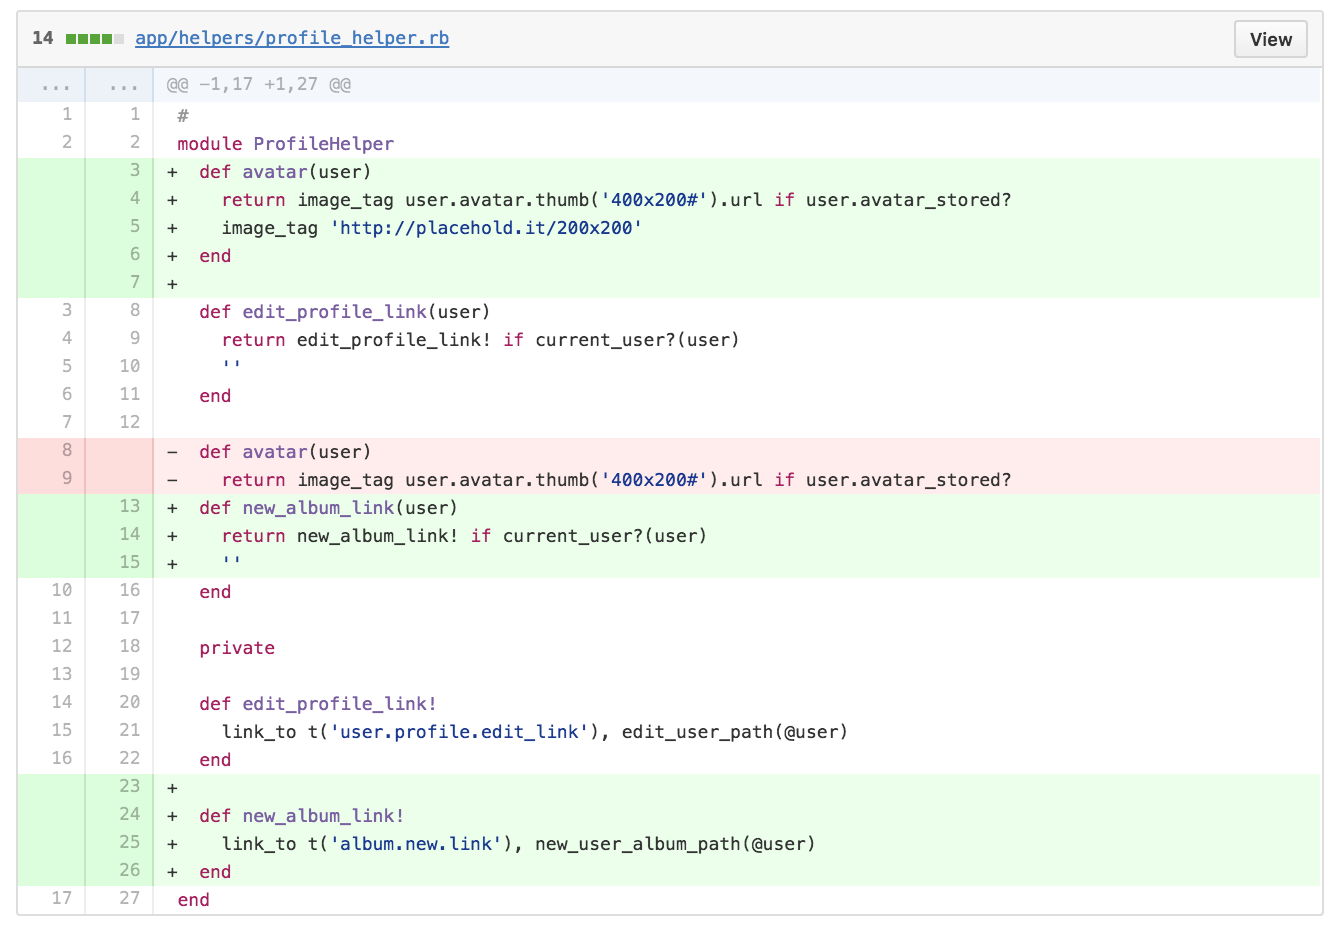 14 app/helpers/profile_helper.rb View
... ... @@ -1,17 +1,27 @@
1 1 #
2 2 module ProfileHelper
3 + def avatar(user)
4 + return image_tag user.avatar.thumb('400x200#').url if user.avatar_stored?
5 + image_tag 'http://placehold.it/200x200'
6 + end
7 +
3 8 def edit_profile_link(user)
4 9 return edit_profile_link! if current_user?(user)
5 10 ''
6 11 end
7 12
8 - def avatar(user)
9 - return image_tag user.avatar.thumb('400x200#').url if user.avatar_stored?
13 + def new_album_link(user)
14 + return new_album_link! if current_user?(user)
15 + ''
10 16 end
11 17
12 18 private
13 19
14 20 def edit_profile_link!
15 21 link_to t('user.profile.edit_link'), edit_user_path(@user)
16 22 end
23 +
24 + def new_album_link!
25 + link_to t('album.new.link'), new_user_album_path(@user)
26 + end
17 27 end